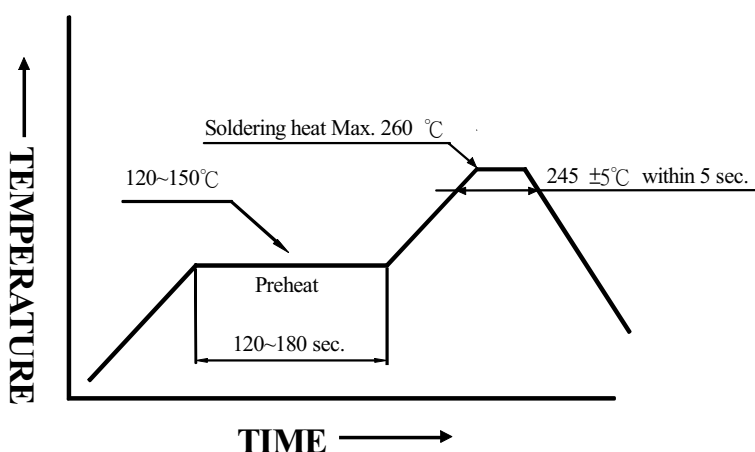 Soldering heat Max. 260 ℃
120~150℃
245 ±5℃ within 5 sec.
Preheat
120~180 sec.
TEMPERATURE
TIME